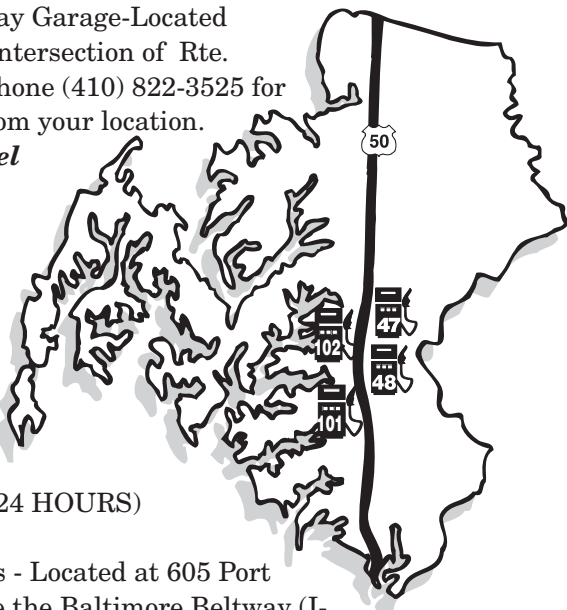 ay Garage-Located
ntersection of Rte.
hone (410) 822-3525 for
om your location.
el
50
47
102
48
101
24 HOURS)
s - Located at 605 Port
e the Baltimore Beltway (I-